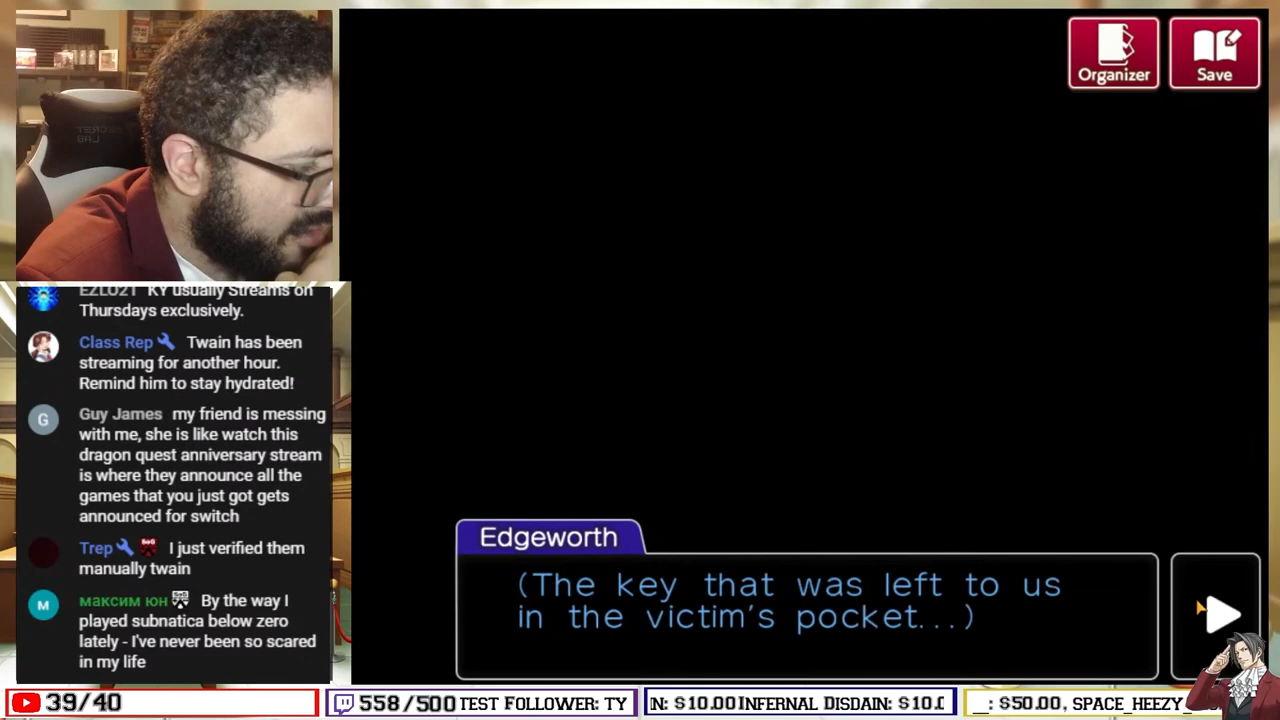 Organizer
Save
EZLO21 KY usually Streams on
Thursdays exclusively.
Class Rep Twain has been
streaming for another hour.
Remind him to stay hydrated!
G
Guy James my friend is messing
with me, she is like watch this
dragon quest anniversary stream
is where they announce all the
games that you just got gets
announced for switch
Trep I just verified them
manually twain
M
максим юн By the way I
played subnatica below zero
lately - I've never been so scared
in my life
Edgeworth
(The key that was left to us
in the victim's pocket...)
39/40
558/500 TEST FOLLOWER: TY
N: $10.00 INFERNAL DISDAIN: $10.0
: $50.00, SPACE_HEEZY_